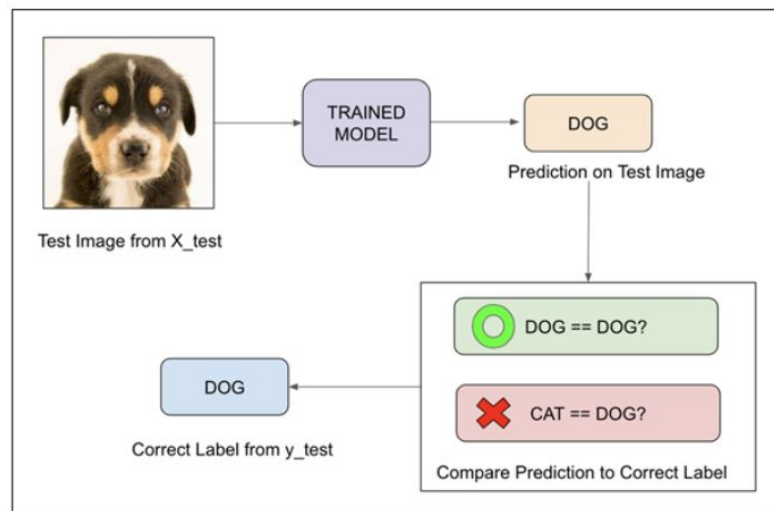 TRAINED
MODEL
DOG
Prediction on Test Image
Test Image from X_test
DOG == DOG?
CAT == DOG?
Compare Prediction to Correct Label
DOG
Correct Label from y_test